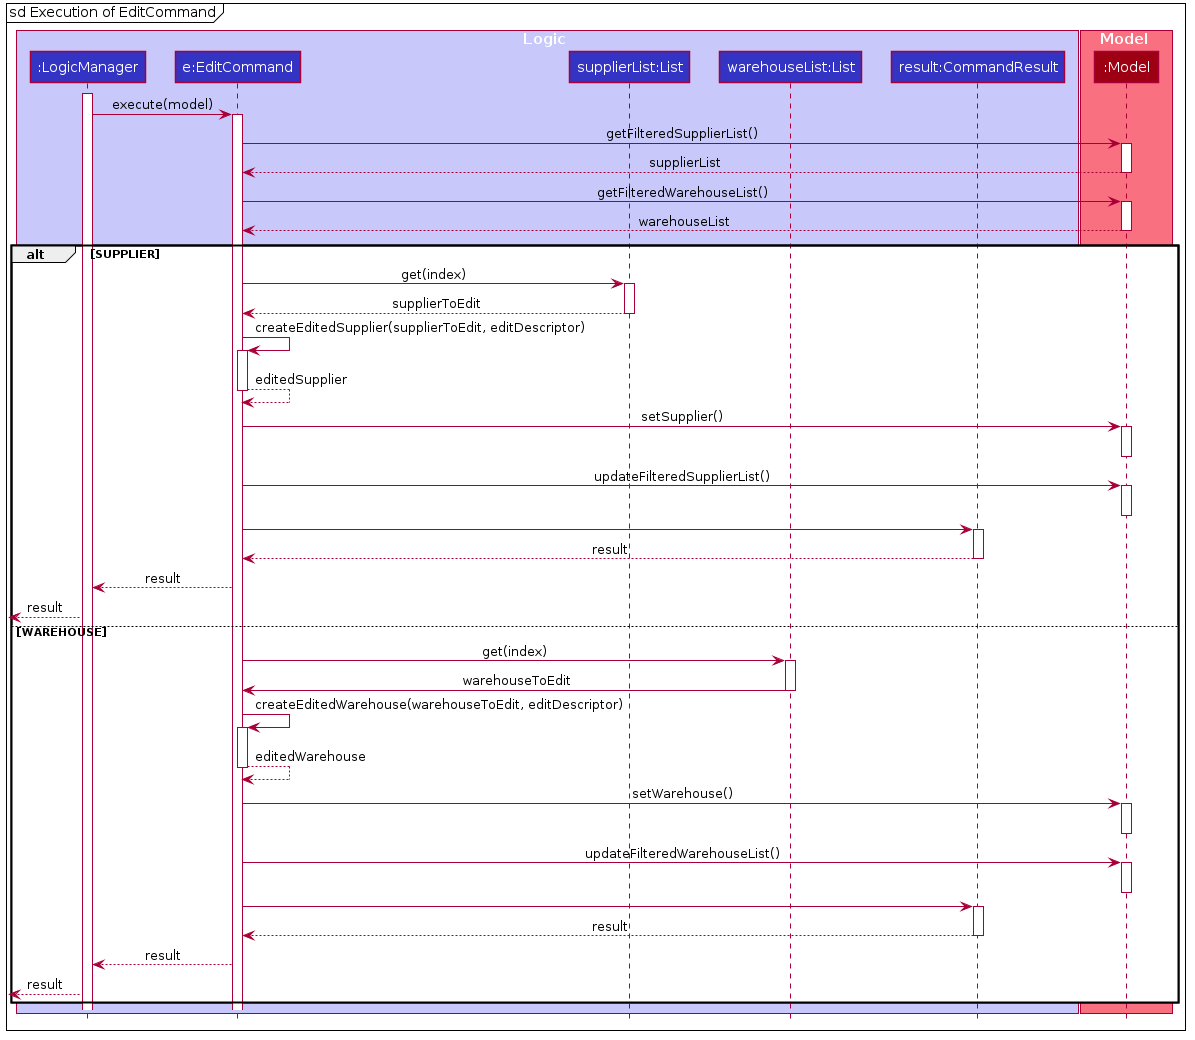 sd Execution of EditCommand
Logic
Model
:LogicManager
e:EditCommand
supplierList:List
warehouseList:List
result:CommandResult
:Model
execute(model)
getFilteredSupplierList()
supplierList
getFilteredWarehouseList()
warehouseList
alt
[SUPPLIER]
get(index)
supplierToEdit
createEditedSupplier(supplierToEdit, editDescriptor)
editedSupplier
setSupplier()
updateFilteredSupplierList()
result
result
result
[WAREHOUSE]
get(index)
warehouseToEdit
createEditedWarehouse(warehouseToEdit, editDescriptor)
editedWarehouse
setWarehouse()
updateFilteredWarehouseList()
result
result
result